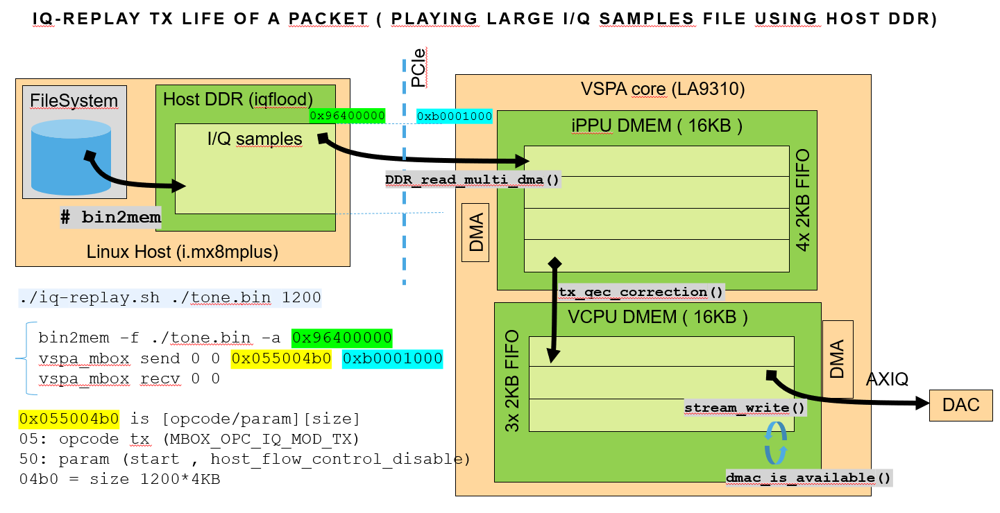 IQ-REPLAY TX LIFE OF A PACKET ( PLAYING LARGE I/Q SAMPLES FILE USING HOST DDR)
PCIe
FileSystem
Host DDR (iqflood)
0x96400000
0xb0001000
I/Q samples
# bin2mem
Linux Host (i.mx8mplus)
VSPA core (LA9310)
iPPU DMEM ( 16KB )
DDR_read_multi_dma()
4x 2KB FIFO
DMA
tx_qec_correction()
VCPU DMEM ( 16KB )
3x 2KB FIFO
DMA
AXIQ
DAC
stream_write()
dmac_is_available()
./iq-replay.sh ./tone.bin 1200
bin2mem -f ./tone.bin -a 0x96400000
vspa_mbox send 0 0 0x055004b0 0xb0001000
vspa_mbox recv 0 0
0x055004b0 is [opcode/param][size]
05: opcode tx (MBOX_OPC_IQ_MOD_TX)
50: param (start , host_flow_control_disable)
04b0 = size 1200*4KB